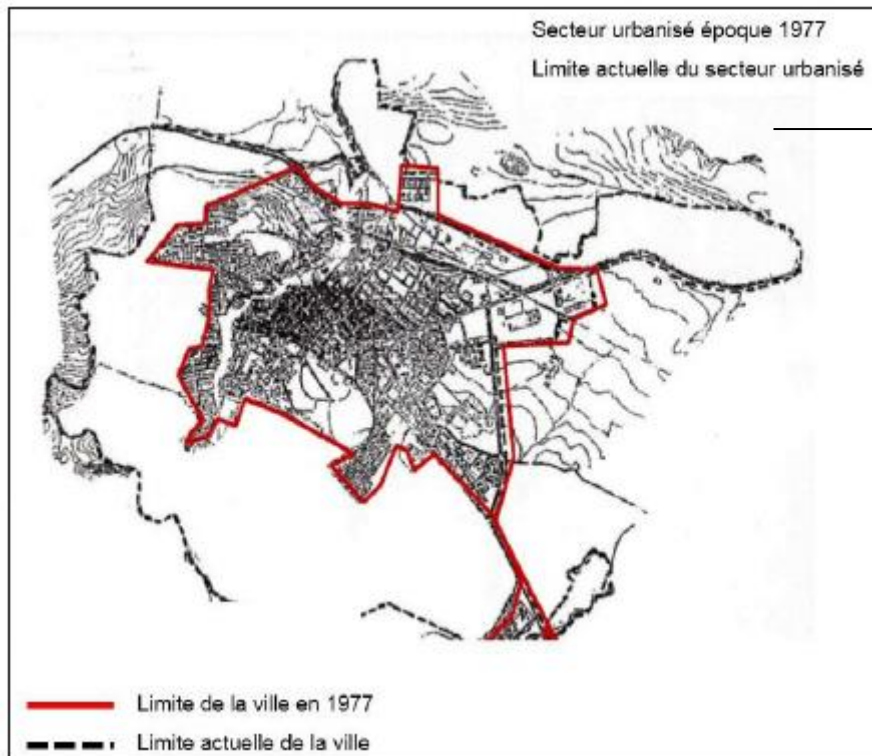 Secteur urbanisé époque 1977
Limite actuelle du secteur urbanisé
Limite de la ville en 1977
Limite actuelle de la ville